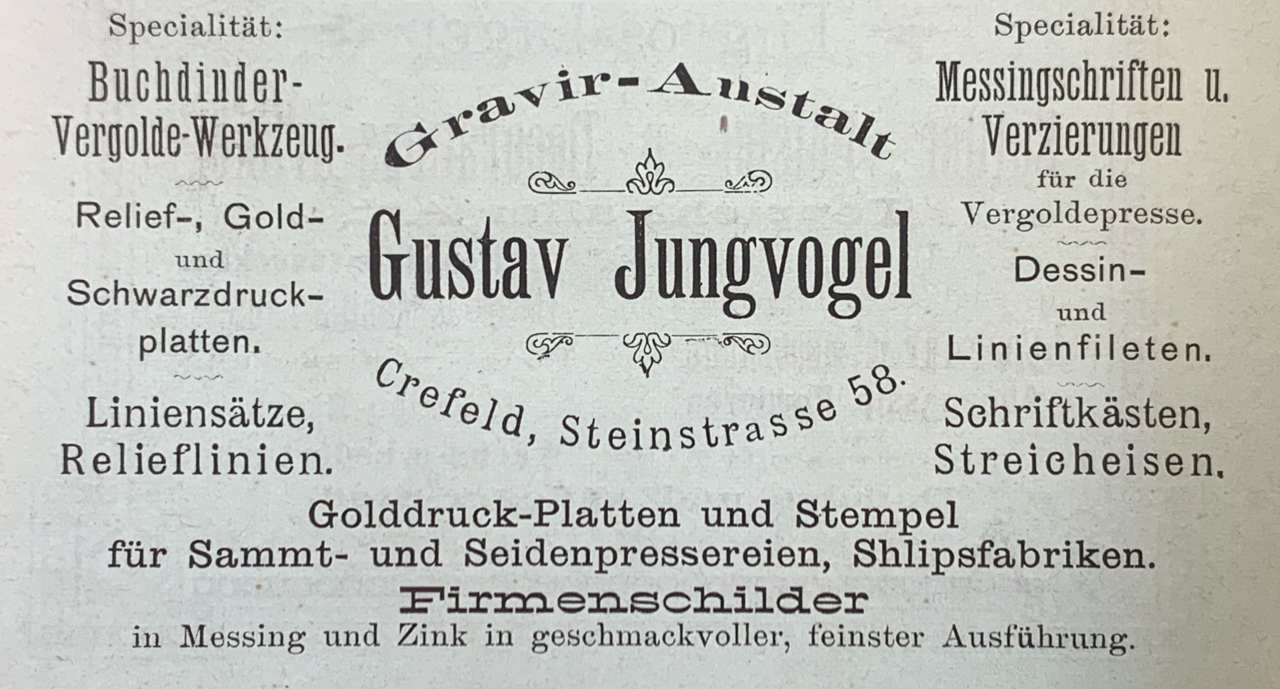 Specialität:
Buchdinder-
Vergolde-Werkzeug.
Relief-, Gold-
und
Schwarzdruck-
platten.
Liniensätze,
Relieflinien.
Gravir-Anstalt
Gustav Jungvogel
Crefeld, Steinstrasse 58.
Specialität:
Messingschriften u.
Verzierungen
für die
Vergoldepresse.
Dessin-
und
Linienfileten.
Schriftkästen,
Streicheisen.
Golddruck-Platten und Stempel
für Sammt- und Seidenpressereien, Shlipsfabriken.
Firmenschilder
in Messing und Zink in geschmackvoller, feinster Ausführung.